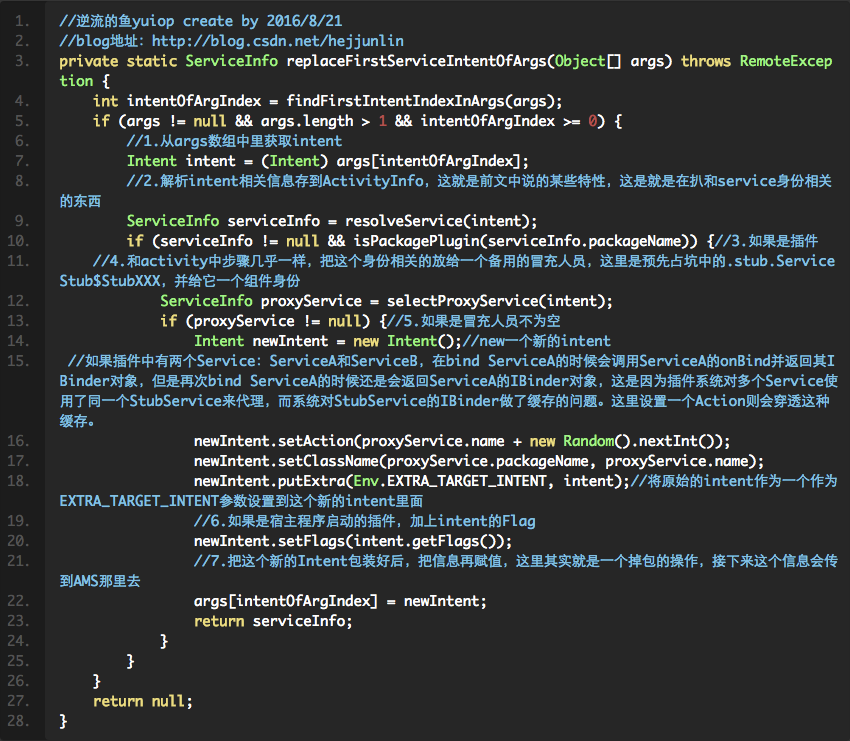 1. //逆流的鱼yuiop create by 2016/8/21
2. //blog地址：http://blog.csdn.net/hejjunlin
3. private static ServiceInfo replaceFirstServiceIntentOfArgs(Object[] args) throws RemoteExcep
tion {
4. int intentOfArgIndex = findFirstIntentIndexInArgs(args);
5. if (args != null && args.length > 1 && intentOfArgIndex >= 0) {
6. //1.从args数组中里获取intent
7. Intent intent = (Intent) args[intentOfArgIndex];
8. //2.解析intent相关信息存到ActivityInfo，这就是前文中说的某些特性，这是就是在扒和service身份相关
的东西
9. ServiceInfo serviceInfo = resolveService(intent);
10. if (serviceInfo != null && isPackagePlugin(serviceInfo.packageName)) {//3.如果是插件
11. //4.和activity中步骤几乎一样，把这个身份相关的放给一个备用的冒充人员，这里是预先占坑中的.stub.Service
Stub$StubXXX，并给它一个组件身份
12. ServiceInfo proxyService = selectProxyService(intent);
13. if (proxyService != null) {//5.如果是冒充人员不为空
14. Intent newIntent = new Intent();//new一个新的intent
15. //如果插件中有两个Service：ServiceA和ServiceB，在bind ServiceA的时候会调用ServiceA的onBind并返回其I
Binder对象，但是再次bind ServiceA的时候还是会返回ServiceA的IBinder对象，这是因为插件系统对多个Service使
用了同一个StubService来代理，而系统对StubService的IBinder做了缓存的问题。这里设置一个Action则会穿透这种
缓存。
16. newIntent.setAction(proxyService.name + new Random().nextInt());
17. newIntent.setClassName(proxyService.packageName, proxyService.name);
18. newIntent.putExtra(Env.EXTRA_TARGET_INTENT, intent);//将原始的intent作为一个作为
EXTRA_TARGET_INTENT参数设置到这个新的intent里面
19. //6.如果是宿主程序启动的插件，加上intent的Flag
20. newIntent.setFlags(intent.getFlags());
21. //7.把这个新的Intent包装好后，把信息再赋值，这里其实就是一个掉包的操作，接下来这个信息会传
到AMS那里去
22. args[intentOfArgIndex] = newIntent;
23. return serviceInfo;
24. }
25. }
26. }
27. return null;
28. }